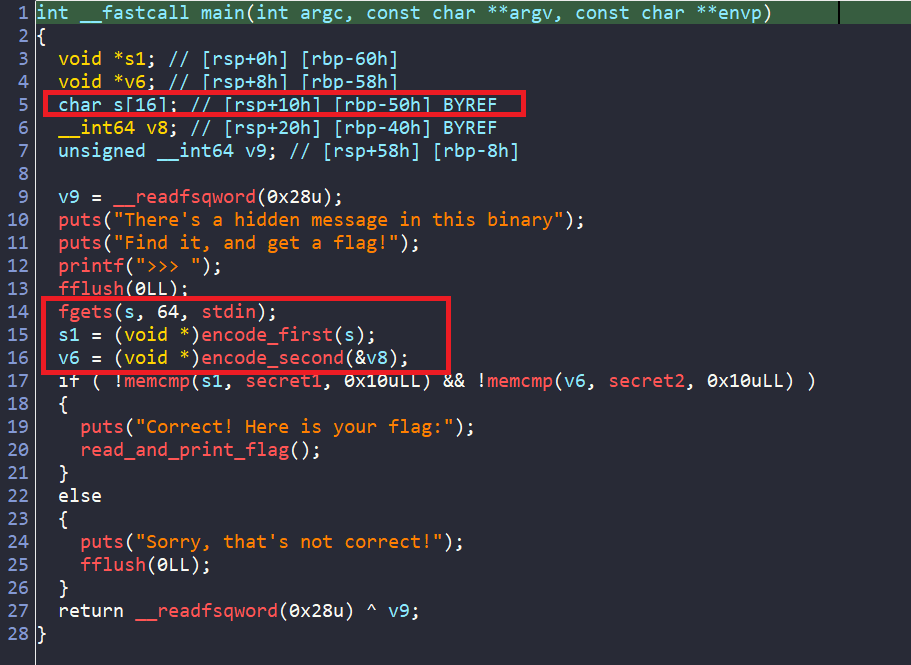 1 int __fastcall main(int argc, const char **argv, const char **envp)
2 {
3   void *s1; // [rsp+0h] [rbp-60h]
4   void *v6; // [rsp+8h] [rbp-58h]
5   char s[16]; // [rsp+10h] [rbp-50h] BYREF
6   __int64 v8; // [rsp+20h] [rbp-40h] BYREF
7   unsigned __int64 v9; // [rsp+58h] [rbp-8h]
8
9   v9 = __readfsqword(0x28u);
10   puts("There's a hidden message in this binary");
11   puts("Find it, and get a flag!");
12   printf(">>> ");
13   fflush(0LL);
14   fgets(s, 64, stdin);
15   s1 = (void *)encode_first(s);
16   v6 = (void *)encode_second(&v8);
17   if ( !memcmp(s1, secret1, 0x10uLL) && !memcmp(v6, secret2, 0x10uLL) )
18   {
19     puts("Correct! Here is your flag:");
20     read_and_print_flag();
21   }
22   else
23   {
24     puts("Sorry, that's not correct!");
25     fflush(0LL);
26   }
27   return __readfsqword(0x28u) ^ v9;
28 }